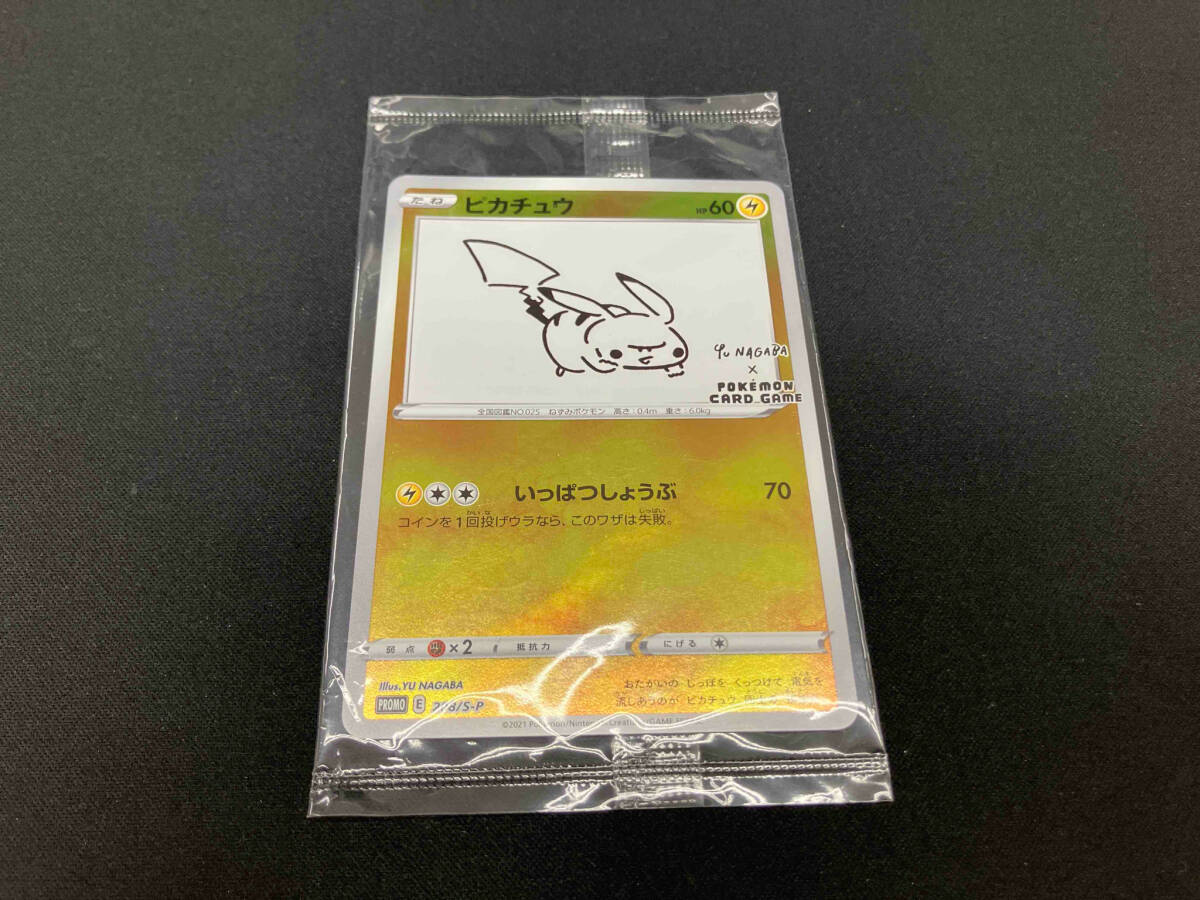 たね ピカチュウ HP60
YU NAGABA
×
POKÉMON
CARD GAME
全国図鑑NO.025 ねずみポケモン 高さ:0.4m 重さ:6.0kg
いっぱつしょうぶ 70
コインを1回投げウラなら、このワザは失敗。
弱点 ×2 抵抗力 にげる
Illus.YU NAGABA
おたがいの しっぽを くっつけて 電気を
PROMO E /S-P
流しあうのが ピカチュウ
©2021 Pokémon/Nintendo